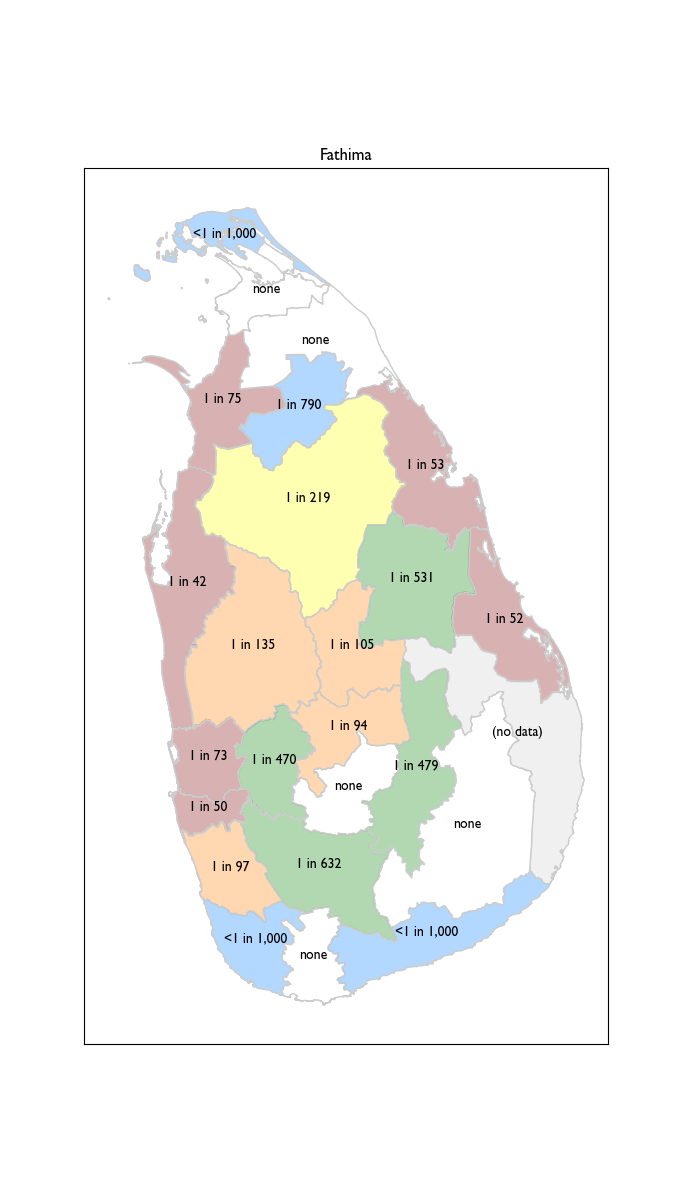 Fathima
<1 in 1,000
none
none
1 in 75
1 in 790
1 in 53
1 in 219
1 in 531
1 in 42
1 in 52
1 in 135
1 in 105
1 in 94
(no data)
1 in 73
1 in 470
1 in 479
none
1 in 50
none
1 in 632
1 in 97
<1 in 1,000
<1 in 1,000
none